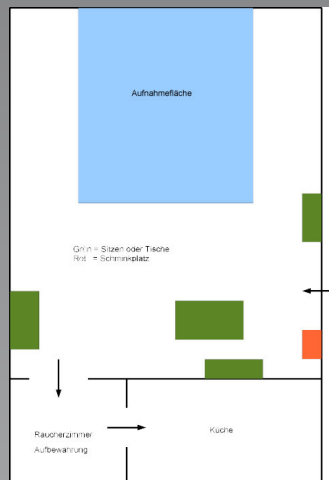 Aufnahmefläche
Grün = Sitzen oder Tische
Rot = Schminkplatz
Raucherzimmer
Aufbewahrung
Küche